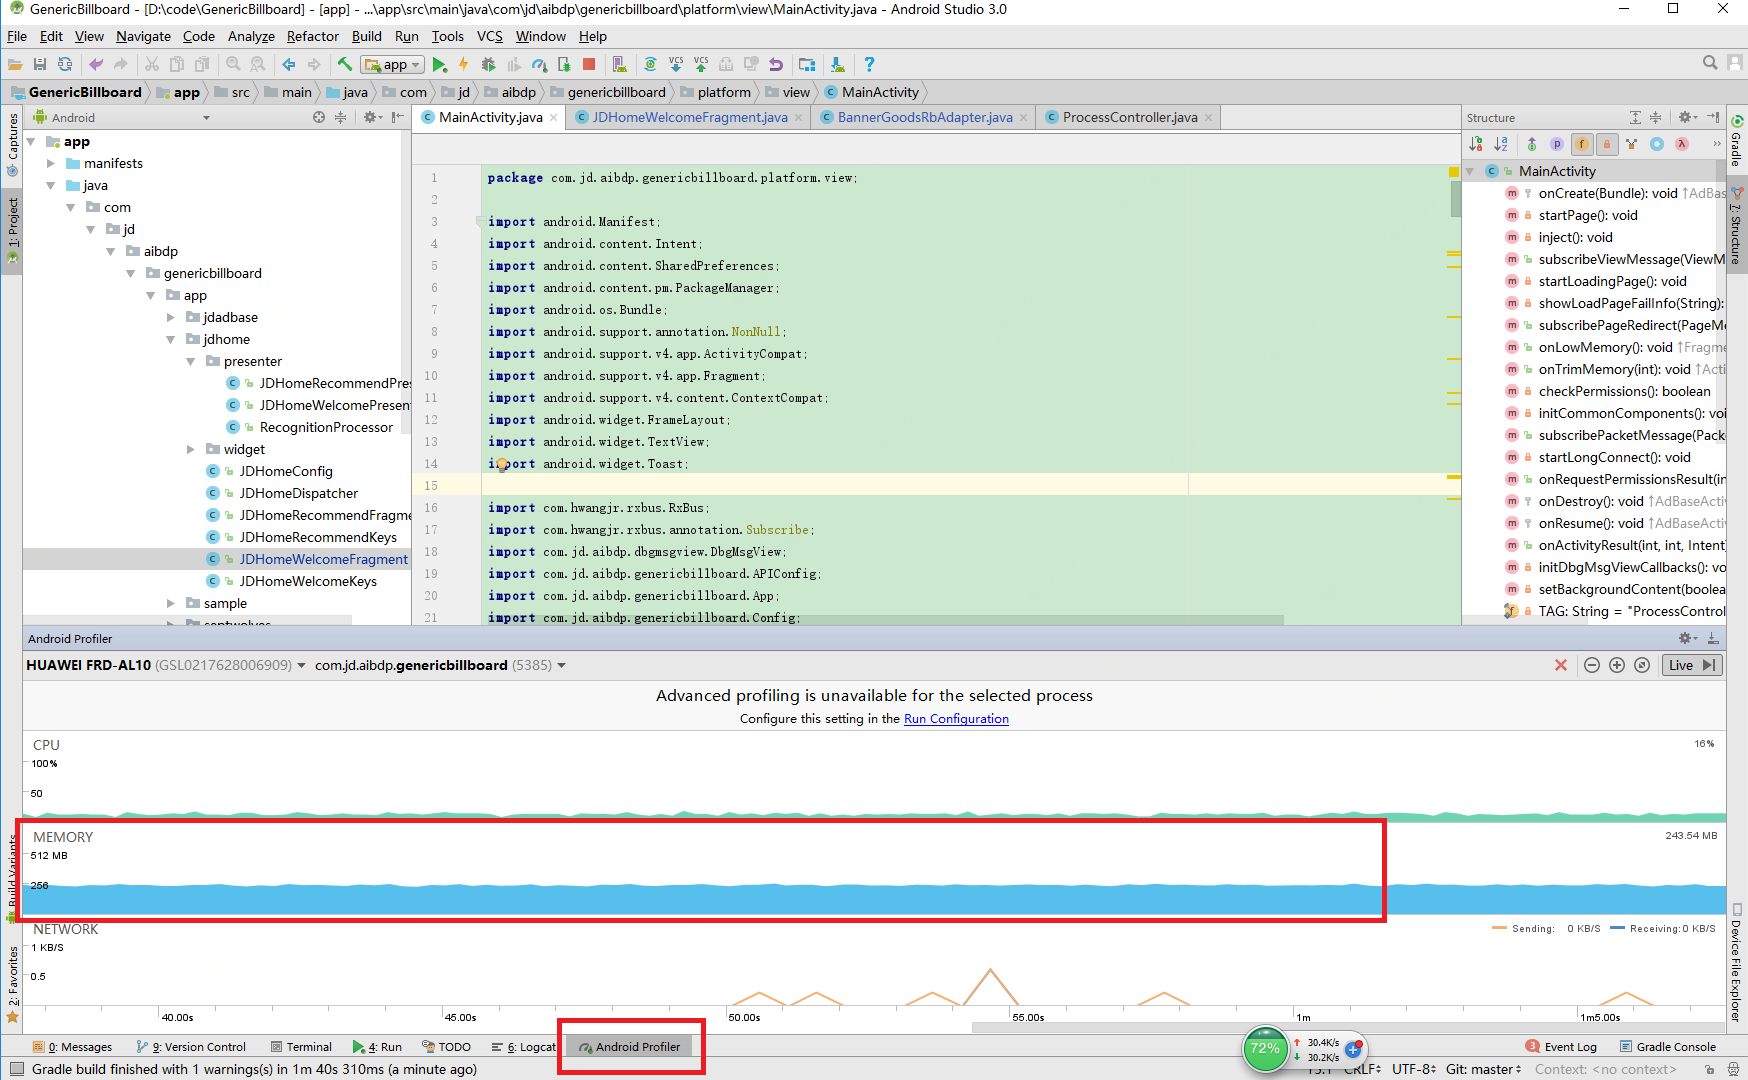 GenericBillboard - [D:\code\GenericBillboard] - [app] - ...\app\src\main\java\com\jd\aibdp\genericbillboard\platform\view\MainActivity.java - Android Studio 3.0
File Edit View Navigate Code Analyze Refactor Build Run Tools VCS Window Help
app
GenericBillboard app src main java com jd aibdp genericbillboard platform view MainActivity
Captures
1: Project
Build Variants
2: Favorites
Android
app
manifests
java
com
jd
aibdp
genericbillboard
app
jdadbase
jdhome
presenter
JDHomeRecommendPres
JDHomeWelcomePresen
RecognitionProcessor
widget
JDHomeConfig
JDHomeDispatcher
JDHomeRecommendFragme
JDHomeRecommendKeys
JDHomeWelcomeFragment
JDHomeWelcomeKeys
sample
MainActivity.java JDHomeWelcomeFragment.java BannerGoodsRbAdapter.java ProcessController.java
1 package com.jd.aibdp.genericbillboard.platform.view;
2
3 import android.Manifest;
4 import android.content.Intent;
5 import android.content.SharedPreferences;
6 import android.content.pm.PackageManager;
7 import android.os.Bundle;
8 import android.support.annotation.NonNull;
9 import android.support.v4.app.ActivityCompat;
10 import android.support.v4.app.Fragment;
11 import android.support.v4.content.ContextCompat;
12 import android.widget.FrameLayout;
13 import android.widget.TextView;
14 import android.widget.Toast;
15
16 import com.hwangjr.rxbus.RxBus;
17 import com.hwangjr.rxbus.annotation.Subscribe;
18 import com.jd.aibdp.dbgmsgview.DbgMsgView;
19 import com.jd.aibdp.genericbillboard.APIConfig;
20 import com.jd.aibdp.genericbillboard.App;
21 import com.jd.aibdp.genericbillboard.Config;
Structure
MainActivity
onCreate(Bundle): void ↑AdBas
startPage(): void
inject(): void
subscribeViewMessage(ViewM
startLoadingPage(): void
showLoadPageFailInfo(String):
subscribePageRedirect(PageMe
onLowMemory(): void ↑Fragme
onTrimMemory(int): void ↑Acti
checkPermissions(): boolean
initCommonComponents(): voi
subscribePacketMessage(Pack
startLongConnect(): void
onRequestPermissionsResult(in
onDestroy(): void ↑AdBaseActiv
onResume(): void ↑AdBaseActiv
onActivityResult(int, int, Intent)
initDbgMsgViewCallbacks(): vo
setBackgroundContent(boolea
TAG: String = "ProcessControl
Gradle
7: Structure
Device File Explorer
Android Profiler
HUAWEI FRD-AL10 (GSL0217628006909) com.jd.aibdp.genericbillboard (5385) Live
Advanced profiling is unavailable for the selected process
Configure this setting in the Run Configuration
CPU 16%
100%
50
MEMORY 243.54 MB
512 MB
256
NETWORK Sending: 0 KB/S Receiving: 0 KB/S
1 KB/S
0.5
40.00s 45.00s 50.00s 55.00s 1m 1m5.00s
0: Messages 9: Version Control Terminal 4: Run TODO 6: Logcat Android Profiler 72% 30.4K/s 30.2K/s 3 Event Log Gradle Console
Gradle build finished with 1 warnings(s) in 1m 40s 310ms (a minute ago) 15:1 CRLF UTF-8 Git: master Context: <no context>